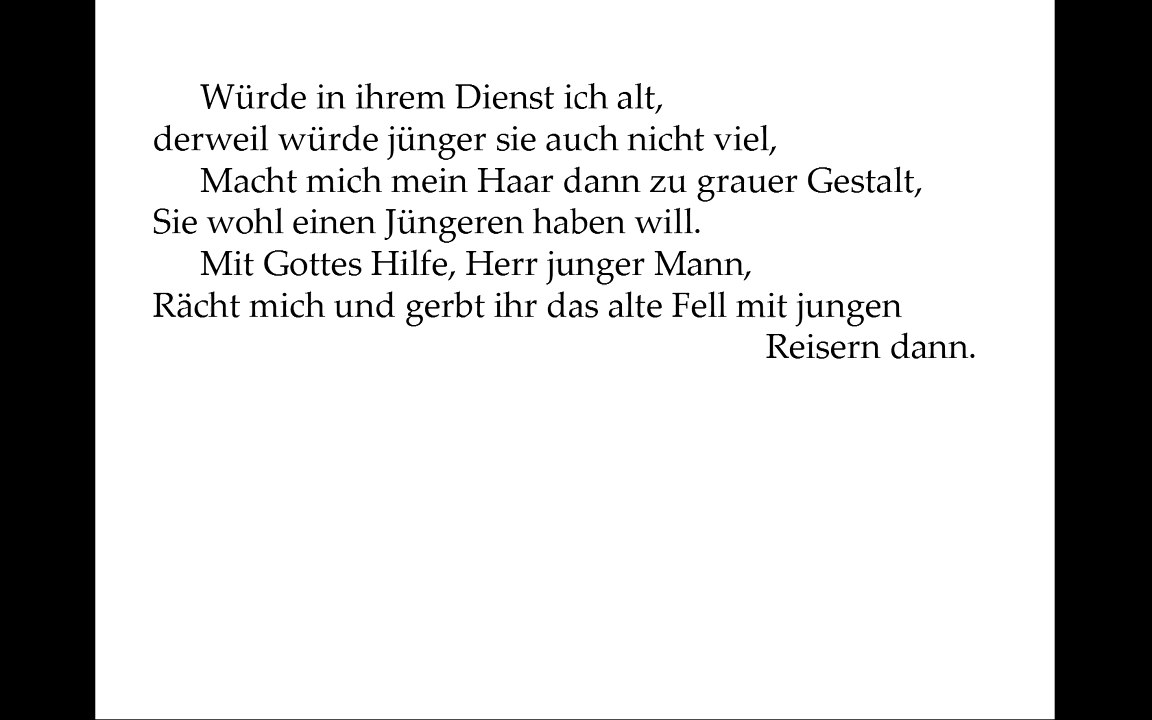 Würde in ihrem Dienst ich alt,
derweil würde jünger sie auch nicht viel,
Macht mich mein Haar dann zu grauer Gestalt,
Sie wohl einen Jüngeren haben will.
Mit Gottes Hilfe, Herr junger Mann,
Rächt mich und gerbt ihr das alte Fell mit jungen
Reisern dann.